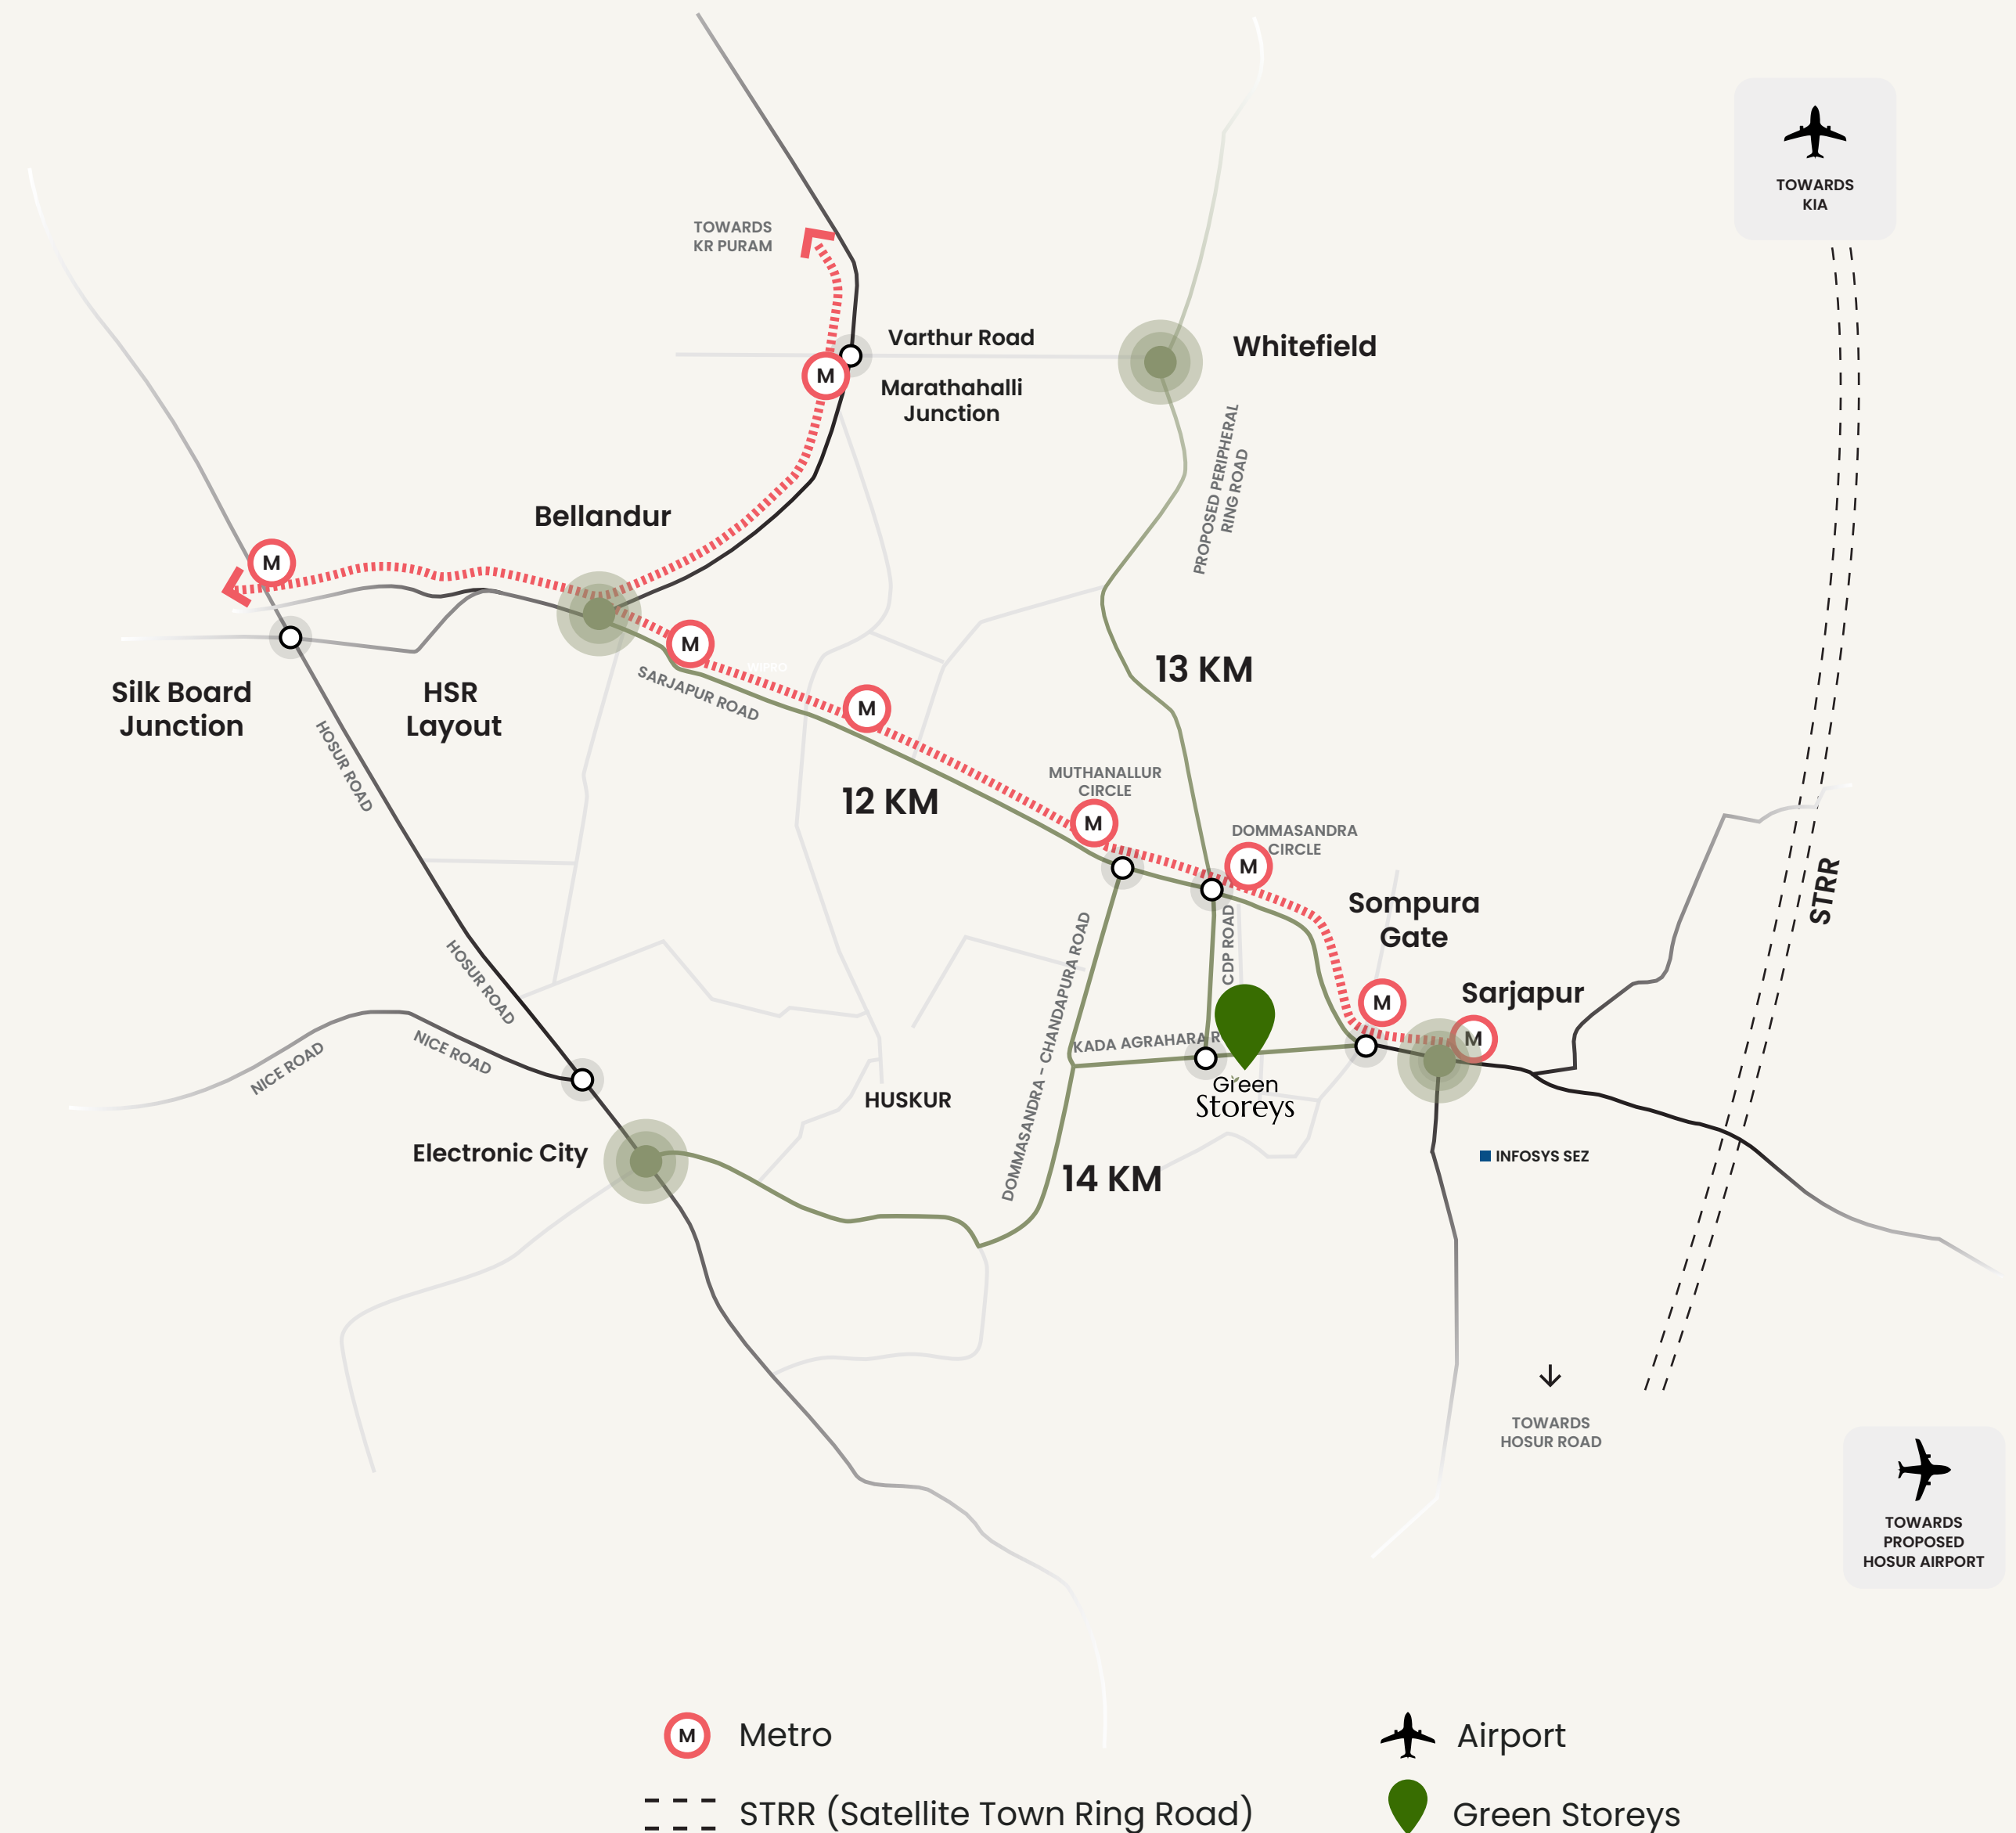 TOWARDS
KIA
TOWARDS
KR PURAM
Varthur Road
Whitefield
M
Marathahalli
Junction
PROPOSED PERIPHERAL
RING ROAD
Bellandur
M
M
WIPRO
SARJAPUR ROAD
13 KM
Silk Board
Junction
HSR
Layout
M
HOSUR ROAD
12 KM
MUTHANALLUR
CIRCLE
M
DOMMASANDRA
CIRCLE
M
STRR
Sompura
Gate
CDP ROAD
DOMMASANDRA - CHANDAPURA ROAD
HOSUR ROAD
Sarjapur
M
M
NICE ROAD
NICE ROAD
KADA AGRAHARA R
Green
Storeys
HUSKUR
Electronic City
14 KM
INFOSYS SEZ
TOWARDS
HOSUR ROAD
TOWARDS
PROPOSED
HOSUR AIRPORT
M Metro
Airport
STRR (Satellite Town Ring Road)
Green Storeys